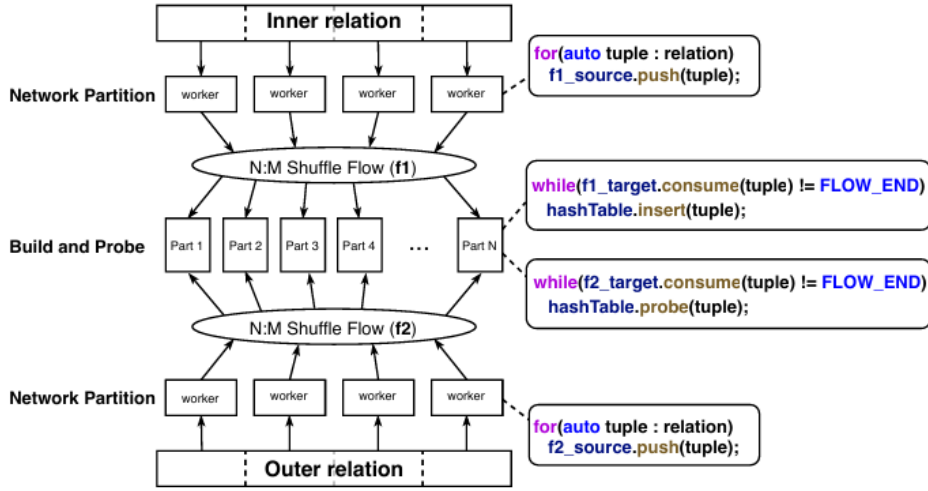 Inner relation
Network Partition
worker worker worker worker
for(auto tuple : relation)
f1_source.push(tuple);
N:M Shuffle Flow (f1)
while(f1_target.consume(tuple) != FLOW_END)
hashTable.insert(tuple);
Build and Probe
Part 1 Part 2 Part 3 Part 4 ... Part N
while(f2_target.consume(tuple) != FLOW_END)
hashTable.probe(tuple);
N:M Shuffle Flow (f2)
Network Partition
worker worker worker worker
for(auto tuple : relation)
f2_source.push(tuple);
Outer relation